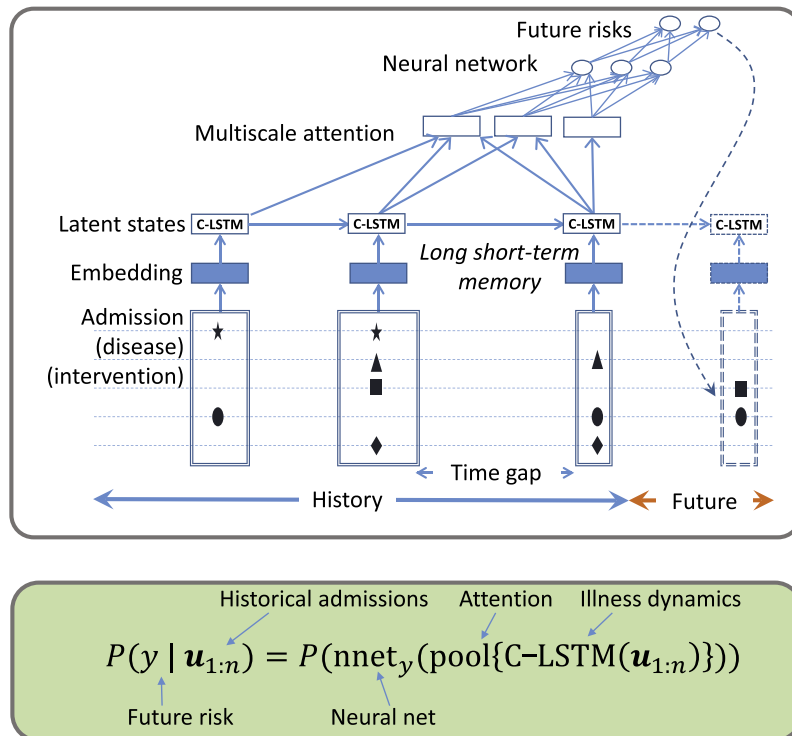 Future risks
Neural network
Multiscale attention
Latent states
C-LSTM
C-LSTM
C-LSTM
C-LSTM
Embedding
Long short-term
memory
Admission
(disease)
(intervention)
Time gap
History
Future
Historical admissions
Attention
Illness dynamics
P(y | u₁:ₙ) = P(nnet_y(pool{C−LSTM(u₁:ₙ)}))
Future risk
Neural net